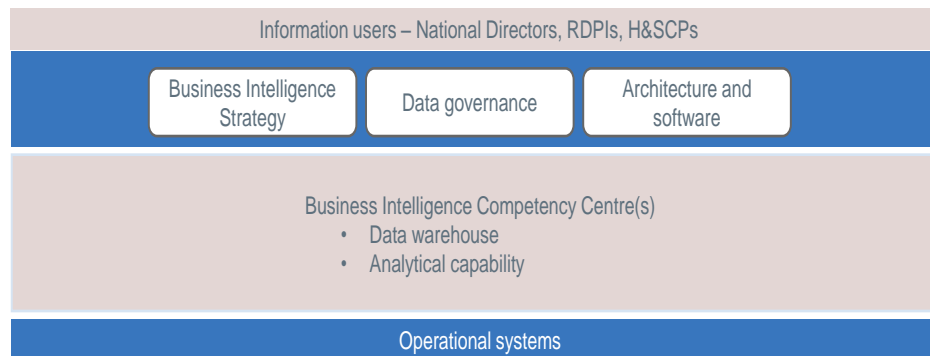 Information users – National Directors, RDPIs, H&SCPs
Business Intelligence
Strategy
Data governance
Architecture and
software
Business Intelligence Competency Centre(s)
• Data warehouse
• Analytical capability
Operational systems